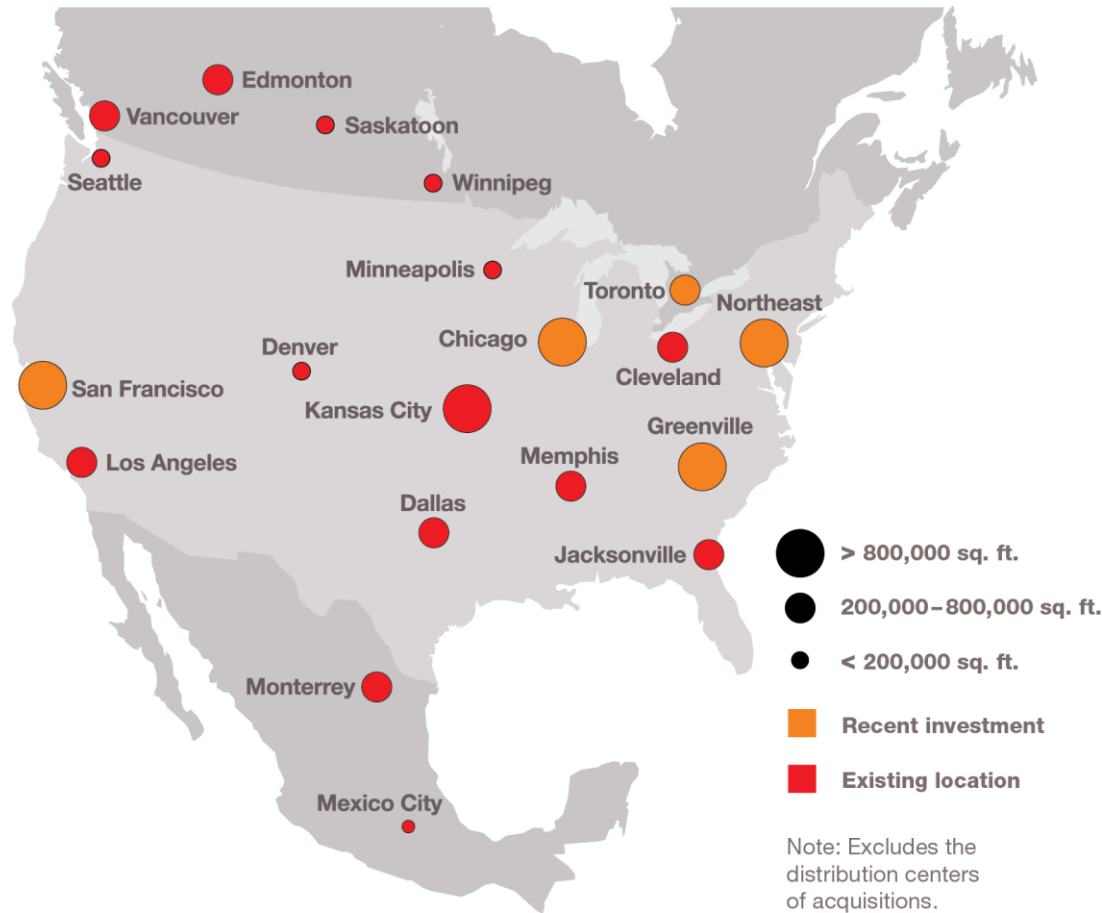 Edmonton
Vancouver
Saskatoon
Seattle
Winnipeg
Minneapolis
Toronto
Northeast
Chicago
Denver
Cleveland
San Francisco
Kansas City
Greenville
Los Angeles
Memphis
Dallas
Jacksonville
> 800,000 sq. ft.
200,000–800,000 sq. ft.
< 200,000 sq. ft.
Monterrey
Recent investment
Existing location
Mexico City
Note: Excludes the
distribution centers
of acquisitions.